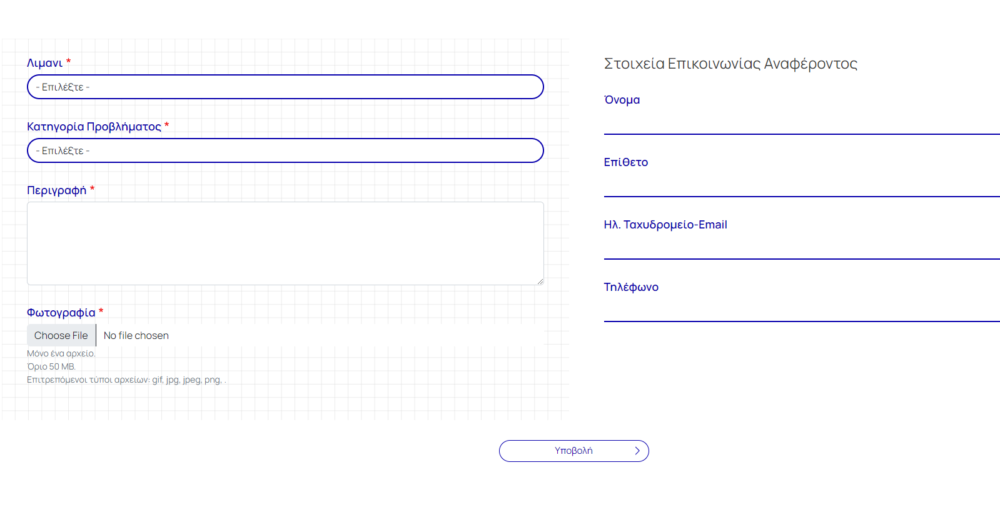 Λιμανι *
- Επιλέξτε -
Κατηγορία Προβλήματος *
- Επιλέξτε -
Περιγραφή *
Φωτογραφία *
Choose File No file chosen
Μόνο ένα αρχείο.
Όριο 50 MB.
Επιτρεπόμενοι τύποι αρχείων: gif, jpg, jpeg, png, .
Στοιχεία Επικοινωνίας Αναφέροντος
Όνομα
Επίθετο
Ηλ. Ταχυδρομείο-Email
Τηλέφωνο
Υποβολή